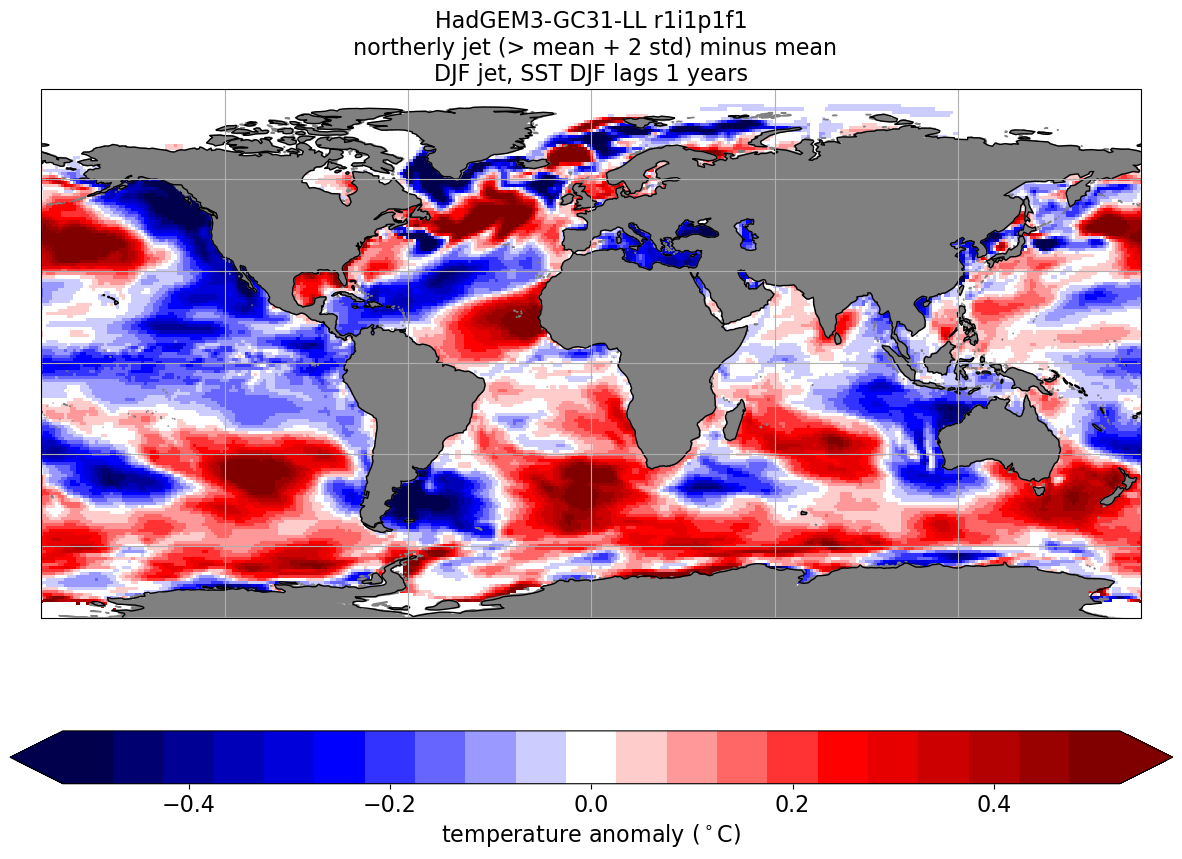 HadGEM3-GC31-LL r1i1p1f1
northerly jet (> mean + 2 std) minus mean
DJF jet, SST DJF lags 1 years
−0.4 −0.2 0.0 0.2 0.4
temperature anomaly (∘C)